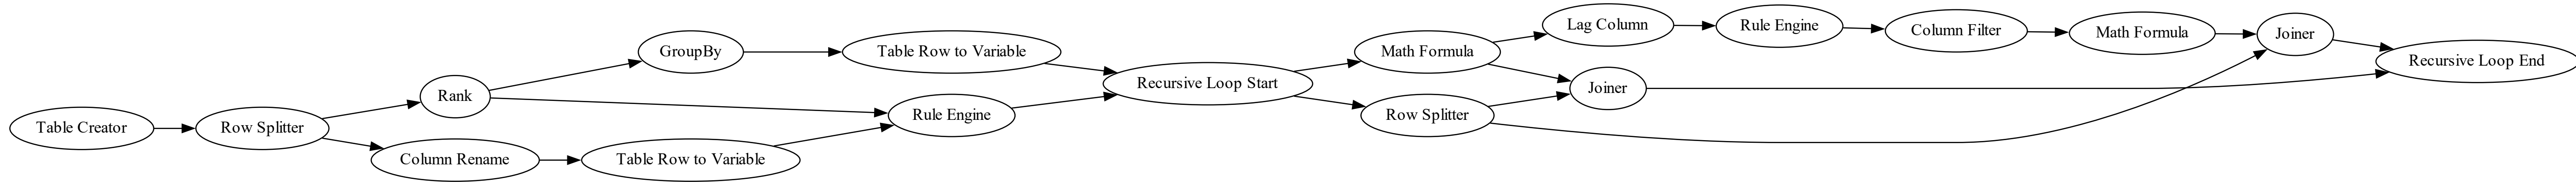 Table Creator
Row Splitter
Rank
Column Rename
GroupBy
Table Row to Variable
Table Row to Variable
Rule Engine
Recursive Loop Start
Math Formula
Row Splitter
Lag Column
Joiner
Rule Engine
Column Filter
Math Formula
Joiner
Recursive Loop End